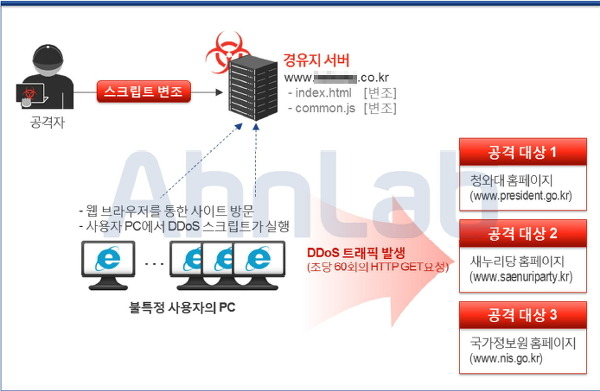 경유지 서버
www. .co.kr
- index.html [변조]
- common.js [변조]
스크립트 변조
공격자
AhnLab
- 웹 브라우저를 통한 사이트 방문
- 사용자 PC에서 DDoS 스크립트가 실행
불특정 사용자의 PC
DDoS 트래픽 발생
(초당 60회의 HTTP GET 요청)
공격 대상 1
청와대 홈페이지
(www.president.go.kr)
공격 대상 2
새누리당 홈페이지
(www.saenuriparty.kr)
공격 대상 3
국가정보원 홈페이지
(www.nis.go.kr)